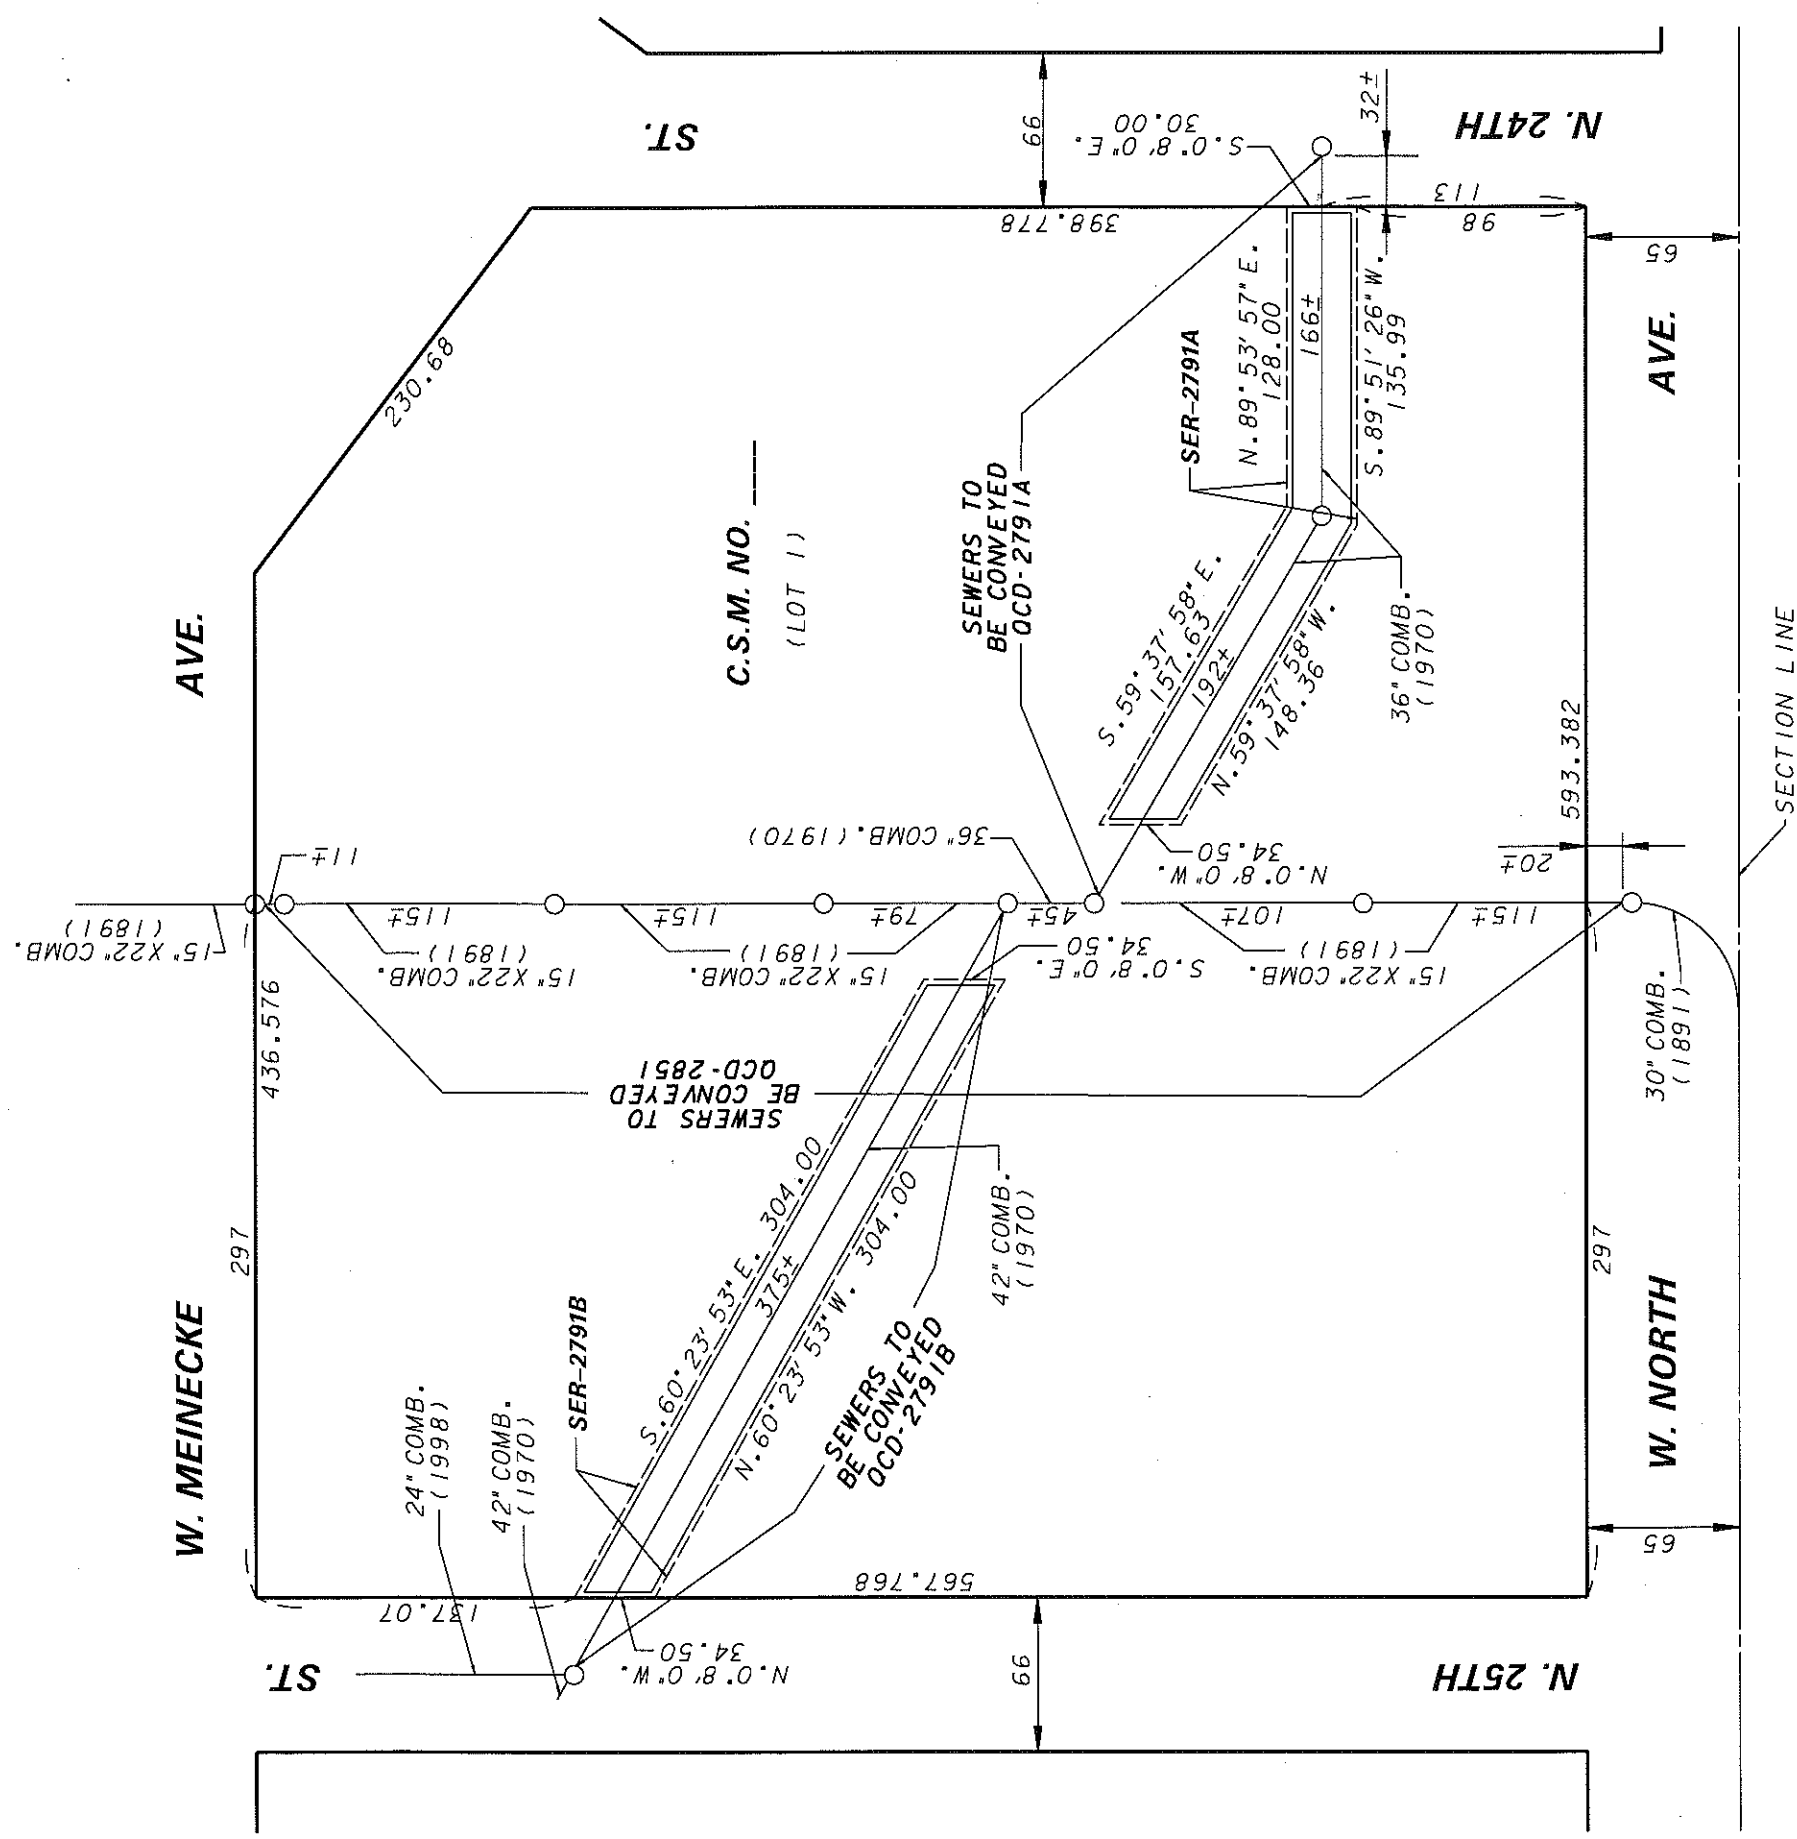 N. 24TH
ST.
66
32±
S. 0° 8' 0" E.
30.00
113
98
398.778
65
230.68
N. 89° 53' 57" E.
128.00
166±
S. 89° 51' 26" W.
135.99
SER-2791A
AVE.
AVE.
C.S.M. NO. ____
(LOT 1)
SEWERS TO
BE CONVEYED
QCD-2791A
S. 59° 37' 58" E.
157.63
192±
N. 59° 37' 58" W.
148.36
36" COMB.
(1970)
593.382
SECTION LINE
36" COMB. (1970)
N. 0° 8' 0" W.
34.50
20±
11±
15" X22" COMB.
(1891)
115±
15" X22" COMB.
(1891)
115±
79±
15" X22" COMB.
(1891)
45±
S. 0° 8' 0" E.
34.50
107±
115±
15" X22" COMB.
(1891)
30" COMB.
(1891)
436.576
SEWERS TO
BE CONVEYED
QCD-2851
297
297
S. 60° 23' 53" E. 304.00
375±
N. 60° 23' 53" W. 304.00
42" COMB.
(1970)
SER-2791B
SEWERS TO
BE CONVEYED
QCD-2791B
24" COMB.
(1998)
42" COMB.
(1970)
W. MEINECKE
W. NORTH
65
137.07
567.768
N. 0° 8' 0" W.
34.50
66
N. 25TH
ST.